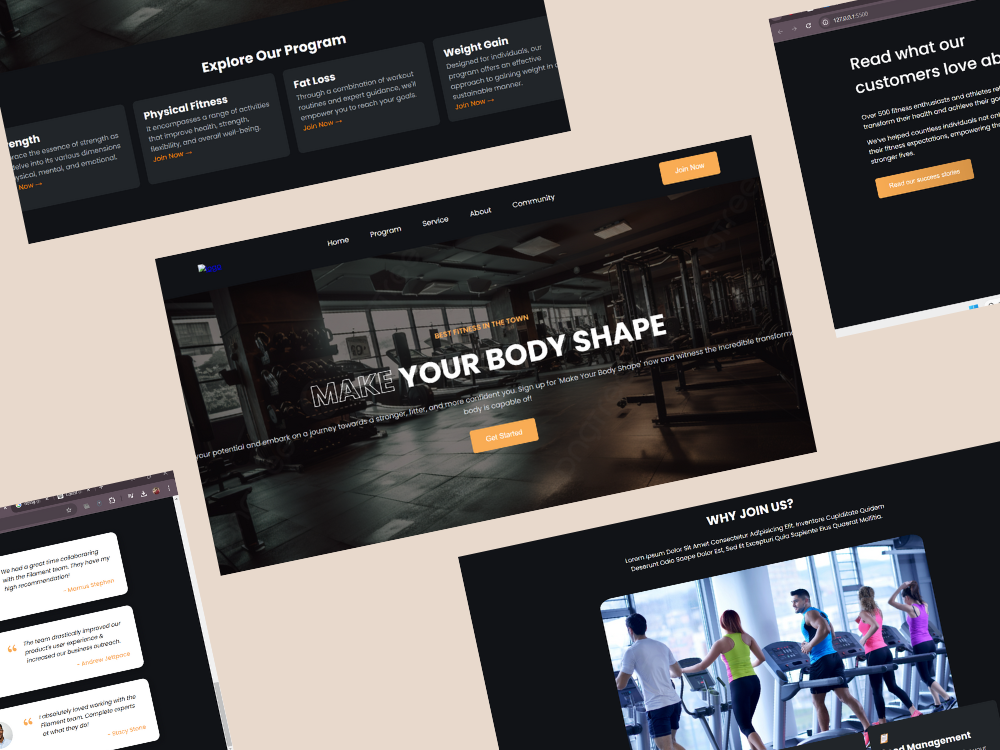 Explore Our Program
ength
race the essence of strength as
elve into its various dimensions
ysical, mental, and emotional.
Now →
Physical Fitness
It encompasses a range of activities
that improve health, strength,
flexibility, and overall well-being.
Join Now →
Fat Loss
Through a combination of workout
routines and expert guidance, we'll
empower you to reach your goals.
Join Now →
Weight Gain
Designed for individuals, our
program offers an effective
approach to gaining weight in a
sustainable manner.
Join Now →
127.0.0.1:5500
Read what our
customers love ab
Over 500 fitness enthusiasts and athletes rel
transform their health and achieve their go
We've helped countless individuals not on
their fitness expectations, empowering the
stronger lives.
Read our success stories
Home
Program
Service
About
Community
Join Now
BEST FITNESS IN THE TOWN
MAKE YOUR BODY SHAPE
your potential and embark on a journey towards a stronger, fitter, and more confident you. Sign up for 'Make Your Body Shape' now and witness the incredible transform
body is capable of!
Get Started
We had a great time collaborating
with the Filament team. They have my
high recommendation!
- Marnus Stephen
The team drastically improved our
product's user experience &
increased our business outreach.
- Andrew Jettpace
I absolutely loved working with the
Filament team. Complete experts
at what they do!
- Stacy Stone
WHY JOIN US?
Lorem Ipsum Dolor Sit Amet Consectetur Adipisicing Elit. Inventore Cupiditate Quidem
Deserunt Odio Saepe Dolor Est, Sed Et Excepturi Quia Sapiente Eius Quaerat Mollitia.
od Management